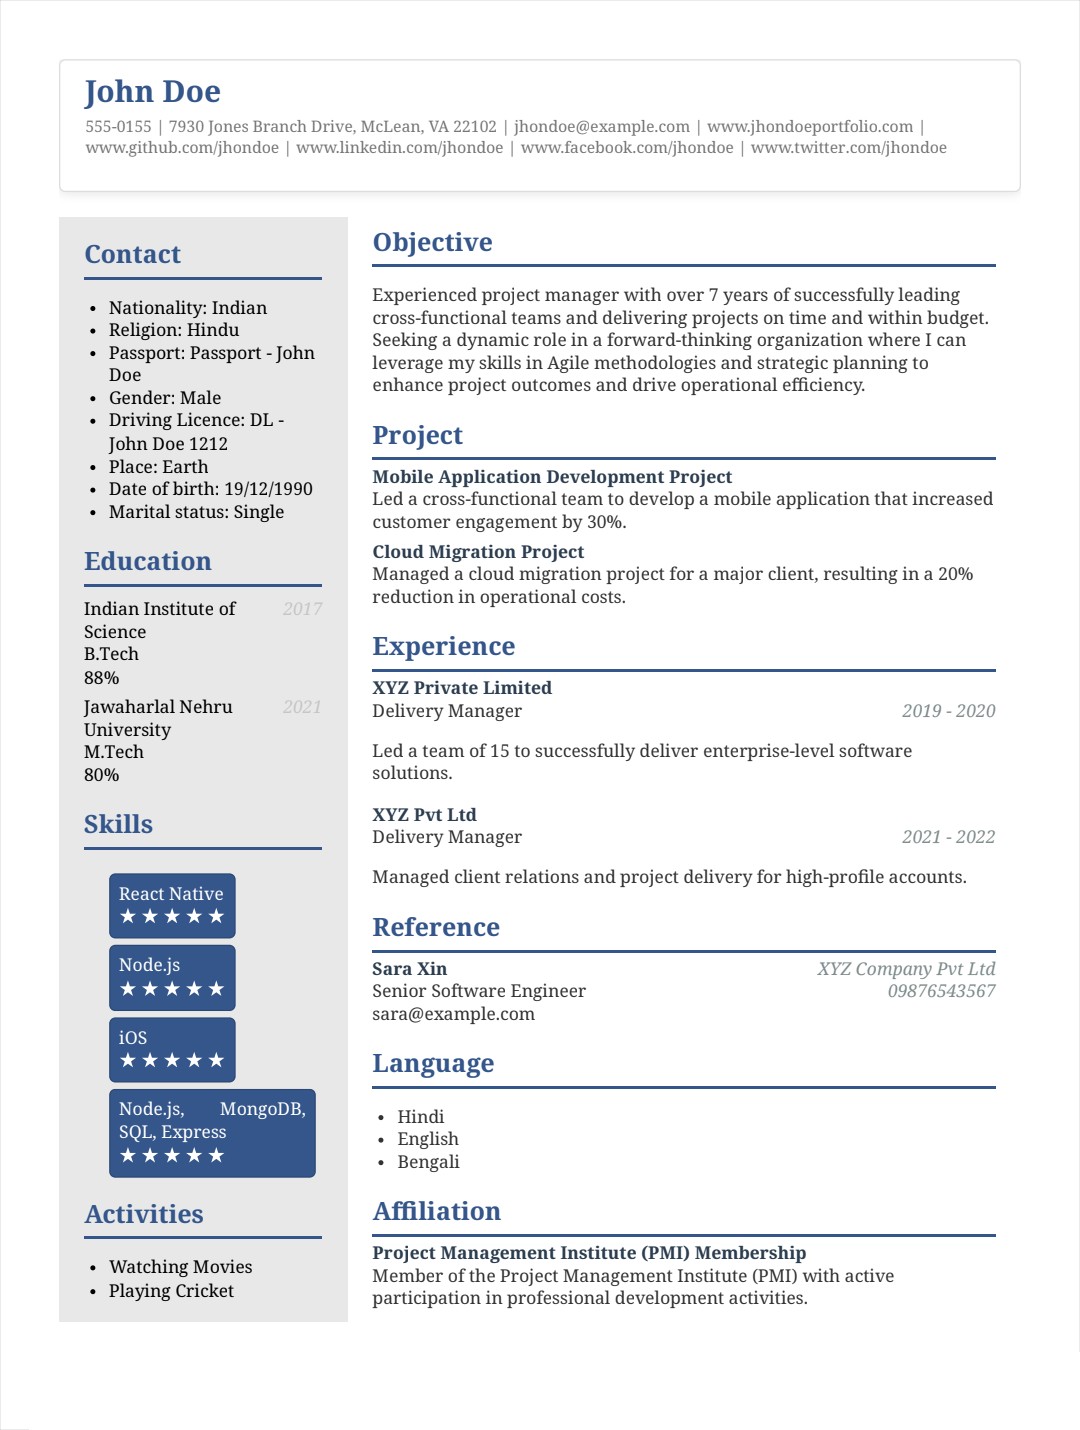 John Doe
555-0155 | 7930 Jones Branch Drive, McLean, VA 22102 | jhondoe@example.com | www.jhondoeportfolio.com |
www.github.com/jhondoe | www.linkedin.com/jhondoe | www.facebook.com/jhondoe | www.twitter.com/jhondoe
Contact
• Nationality: Indian
• Religion: Hindu
• Passport: Passport - John
Doe
• Gender: Male
• Driving Licence: DL -
John Doe 1212
• Place: Earth
• Date of birth: 19/12/1990
• Marital status: Single
Education
Indian Institute of 2017
Science
B.Tech
88%
Jawaharlal Nehru 2021
University
M.Tech
80%
Skills
React Native
★★★★★
Node.js
★★★★★
iOS
★★★★★
Node.js, MongoDB,
SQL, Express
★★★★★
Activities
• Watching Movies
• Playing Cricket
Objective
Experienced project manager with over 7 years of successfully leading
cross-functional teams and delivering projects on time and within budget.
Seeking a dynamic role in a forward-thinking organization where I can
leverage my skills in Agile methodologies and strategic planning to
enhance project outcomes and drive operational efficiency.
Project
Mobile Application Development Project
Led a cross-functional team to develop a mobile application that increased
customer engagement by 30%.
Cloud Migration Project
Managed a cloud migration project for a major client, resulting in a 20%
reduction in operational costs.
Experience
XYZ Private Limited
Delivery Manager 2019 - 2020
Led a team of 15 to successfully deliver enterprise-level software
solutions.
XYZ Pvt Ltd
Delivery Manager 2021 - 2022
Managed client relations and project delivery for high-profile accounts.
Reference
Sara Xin XYZ Company Pvt Ltd
Senior Software Engineer 09876543567
sara@example.com
Language
• Hindi
• English
• Bengali
Affiliation
Project Management Institute (PMI) Membership
Member of the Project Management Institute (PMI) with active
participation in professional development activities.